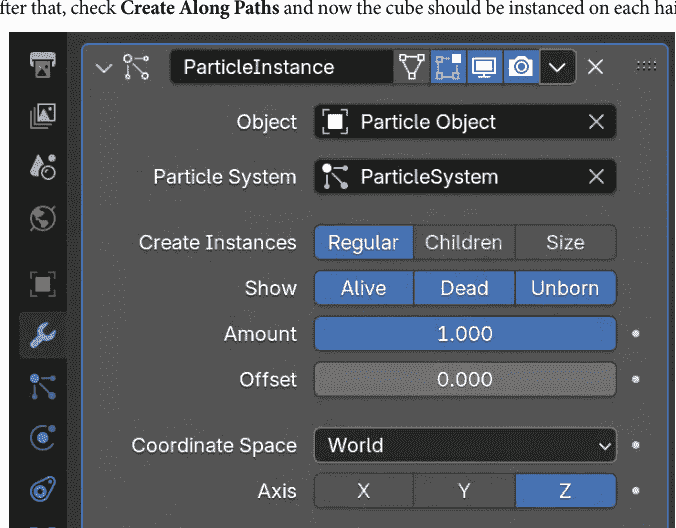 fter that, check Create Along Paths and now the cube should be instanced on each hai
ParticleInstance
Object Particle Object
Particle System ParticleSystem
Create Instances Regular Children Size
Show Alive Dead Unborn
Amount 1.000
Offset 0.000
Coordinate Space World
Axis X Y Z